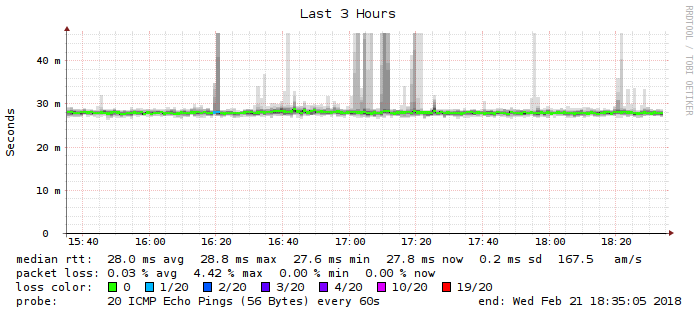 Last 3 Hours
RRDTOOL / TOBI OETIKER
Seconds
40 m
30 m
20 m
10 m
0
15:40 16:00 16:20 16:40 17:00 17:20 17:40 18:00 18:20
median rtt: 28.0 ms avg 28.8 ms max 27.6 ms min 27.8 ms now 0.2 ms sd 167.5 am/s
packet loss: 0.03 % avg 4.42 % max 0.00 % min 0.00 % now
loss color: 0 1/20 2/20 3/20 4/20 10/20 19/20
probe: 20 ICMP Echo Pings (56 Bytes) every 60s end: Wed Feb 21 18:35:05 2018